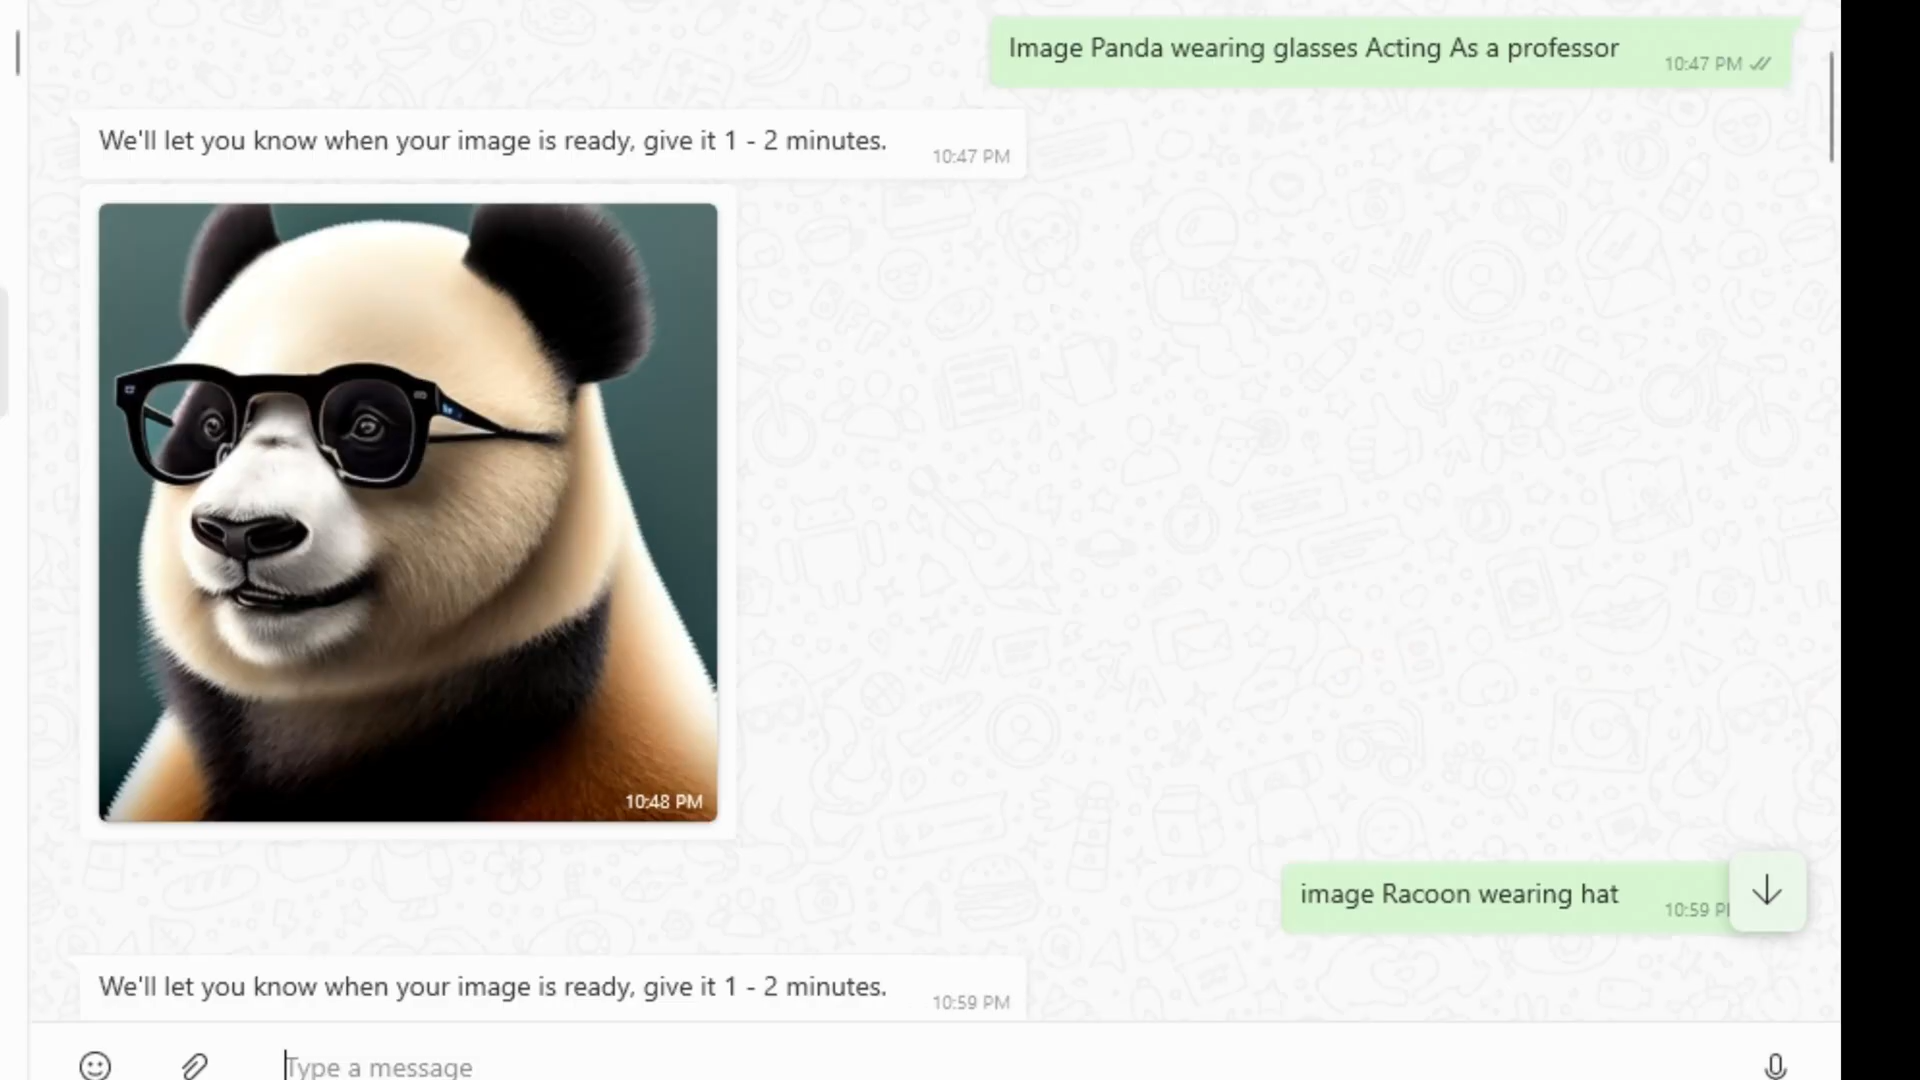 Image Panda wearing glasses Acting As a professor
10:47 PM
We'll let you know when your image is ready, give it 1 - 2 minutes.
10:47 PM
10:48 PM
image Racoon wearing hat
10:59
We'll let you know when your image is ready, give it 1 - 2 minutes.
10:59 PM
Type a message